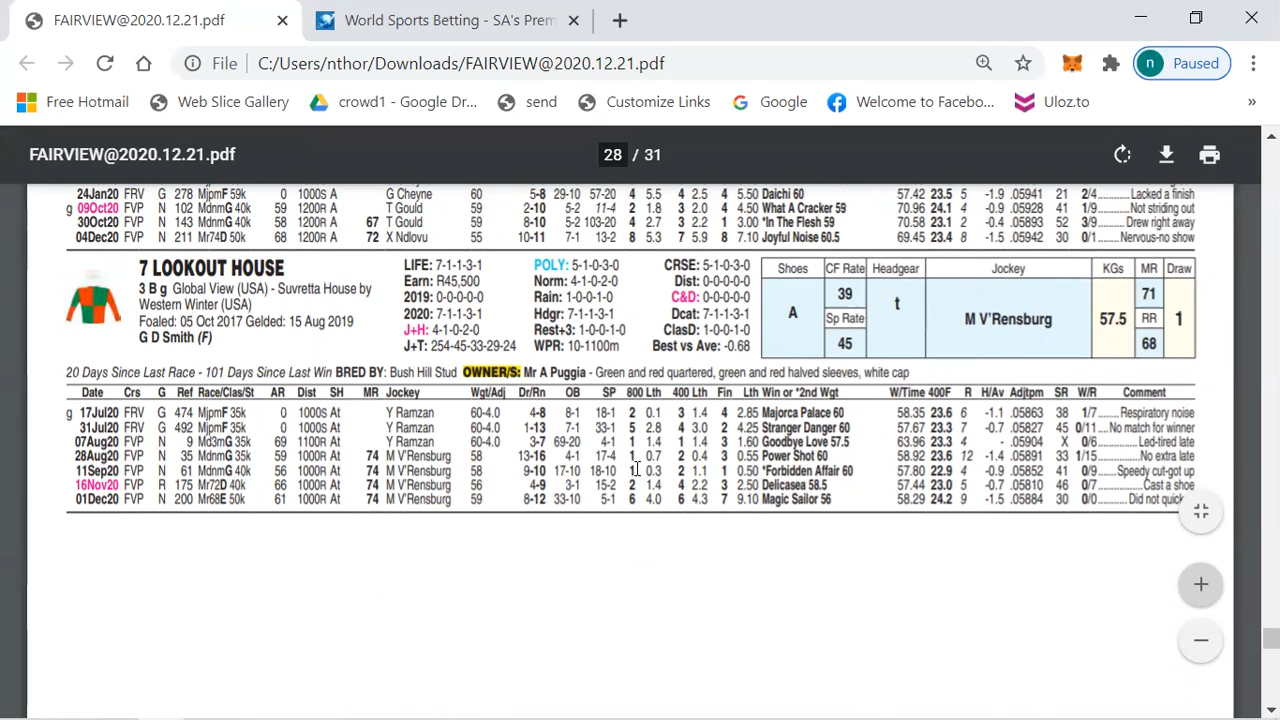 FAIRVIEW@2020.12.21.pdf
World Sports Betting - SA's Prem
File C:/Users/nthor/Downloads/FAIRVIEW@2020.12.21.pdf
n Paused
Free Hotmail Web Slice Gallery crowd1 - Google Dr... send Customize Links Google Welcome to Facebo... Uloz.to »
FAIRVIEW@2020.12.21.pdf 28 / 31
24Jan20 FRV G 278 MjpmF 59k 0 1000S A G Cheyne 60 5-8 29-10 57-20 4 5.5 4 2.5 4 5.50 Daichi 60 57.42 23.5 5 -1.9 .05941 21 2/4 Lacked a finish
g 09Oct20 FVP N 102 MdnmG 40k 59 1200R A T Gould 59 2-10 5-2 11-4 2 1.8 3 2.0 4 4.50 What A Cracker 59 70.96 24.1 4 -0.9 .05928 41 1/9 Not striding out
30Oct20 FVP N 143 MdnmG 40k 58 1200R A 67 T Gould 59 8-10 5-2 103-20 4 2.7 3 2.2 1 3.00 *In The Flesh 59 70.58 23.1 2 -0.4 .05893 52 3/9 Drew right away
04Dec20 FVP N 211 Mr74D 50k 68 1200R A 72 X Ndlovu 55 10-11 7-1 13-2 8 5.3 7 5.9 8 7.10 Joyful Noise 60.5 69.45 23.4 8 -1.5 .05942 30 0/1 Nervous-no show
7 LOOKOUT HOUSE
3 B g Global View (USA) - Suvretta House by
Western Winter (USA)
Foaled: 05 Oct 2017 Gelded: 15 Aug 2019
G D Smith (F)
LIFE: 7-1-1-3-1 POLY: 5-1-0-3-0 CRSE: 5-1-0-3-0
Earn: R45,500 Norm: 4-1-0-2-0 Dist: 0-0-0-0-0
2019: 0-0-0-0-0 Rain: 1-0-0-1-0 C&D: 0-0-0-0-0
2020: 7-1-1-3-1 Hdgr: 7-1-1-3-1 Dcat: 7-1-1-3-1
J+H: 4-1-0-2-0 Rest+3: 1-0-0-1-0 ClasD: 1-0-0-1-0
J+T: 254-45-33-29-24 WPR: 10-1100m Best vs Ave: -0.68
Shoes CF Rate Headgear Jockey KGs MR Draw
A 39 t M V'Rensburg 57.5 71 1
Sp Rate RR
45 68
20 Days Since Last Race - 101 Days Since Last Win BRED BY: Bush Hill Stud OWNER/S: Mr A Puggia - Green and red quartered, green and red halved sleeves, white cap
Date Crs G Ref Race/Clas/St AR Dist SH MR Jockey Wgt/Adj Dr/Rn OB SP 800 Lth 400 Lth Fin Lth Win or *2nd Wgt W/Time 400F R H/Av Adjtpm SR W/R Comment
g 17Jul20 FRV G 474 MjpmF 35k 0 1000S At Y Ramzan 60-4.0 4-8 8-1 18-1 2 0.1 3 1.4 4 2.85 Majorca Palace 60 58.35 23.6 6 -1.1 .05863 38 1/7 Respiratory noise
31Jul20 FRV G 492 MjpmF 35k 0 1000S At Y Ramzan 60-4.0 1-13 7-1 33-1 5 2.8 4 3.0 2 4.25 Stranger Danger 60 57.67 23.3 7 -0.7 .05827 45 0/11 No match for winner
07Aug20 FVP N 9 Md3mG 35k 69 1100R At Y Ramzan 60-4.0 3-7 69-20 4-1 1 1.4 1 1.4 3 1.60 Goodbye Love 57.5 63.96 23.3 4 - .05904 X 0/6 Led-tired late
28Aug20 FVP N 35 MdnmG 35k 59 1000R At 74 M V'Rensburg 58 13-16 4-1 17-4 1 0.7 2 0.4 3 0.55 Power Shot 60 58.92 23.6 12 -1.4 .05891 33 1/15 No extra late
11Sep20 FVP N 61 MdnmG 40k 56 1000R At 74 M V'Rensburg 58 9-10 17-10 18-10 1 0.3 2 1.1 1 0.50 *Forbidden Affair 60 57.80 22.9 4 -0.9 .05852 41 0/9 Speedy cut-got up
16Nov20 FVP R 175 Mr72D 40k 66 1000R At 74 M V'Rensburg 56 4-9 3-1 15-2 2 1.4 4 2.2 3 2.50 Delicasea 58.5 57.44 23.0 5 -0.7 .05810 46 0/7 Cast a shoe
01Dec20 FVP N 200 Mr68E 50k 61 1000R At 74 M V'Rensburg 59 8-12 33-10 5-1 6 4.0 6 4.3 7 9.10 Magic Sailor 56 58.29 24.2 9 -1.5 .05884 30 0/0 Did not